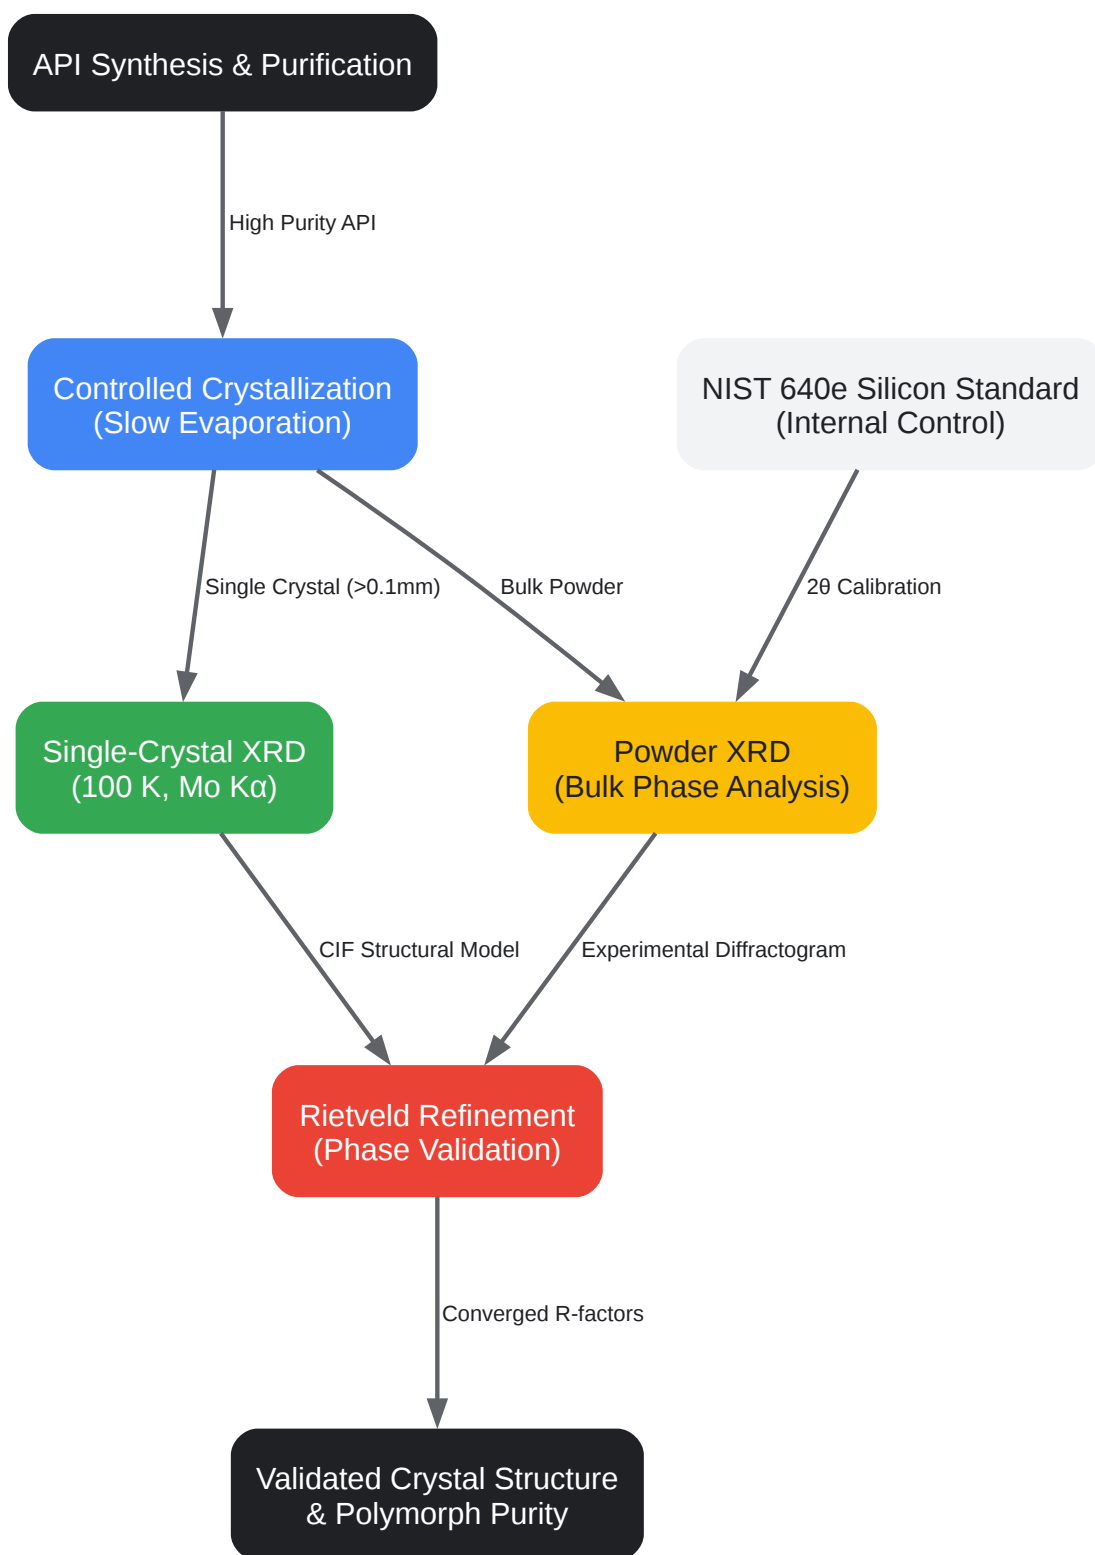 API Synthesis & Purification
High Purity API
Controlled Crystallization
(Slow Evaporation)
NIST 640e Silicon Standard
(Internal Control)
Single Crystal (>0.1mm)
Bulk Powder
2θ Calibration
Single-Crystal XRD
(100 K, Mo Kα)
Powder XRD
(Bulk Phase Analysis)
CIF Structural Model
Experimental Diffractogram
Rietveld Refinement
(Phase Validation)
Converged R-factors
Validated Crystal Structure
& Polymorph Purity